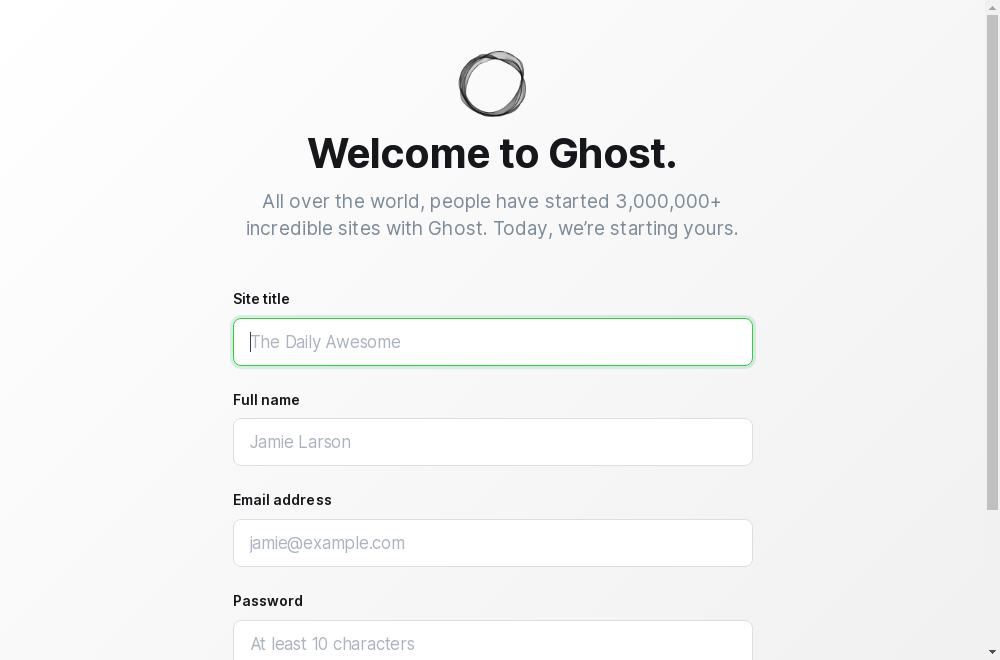 Welcome to Ghost.
All over the world, people have started 3,000,000+
incredible sites with Ghost. Today, we’re starting yours.
Site title
The Daily Awesome
Full name
Jamie Larson
Email address
jamie@example.com
Password
At least 10 characters